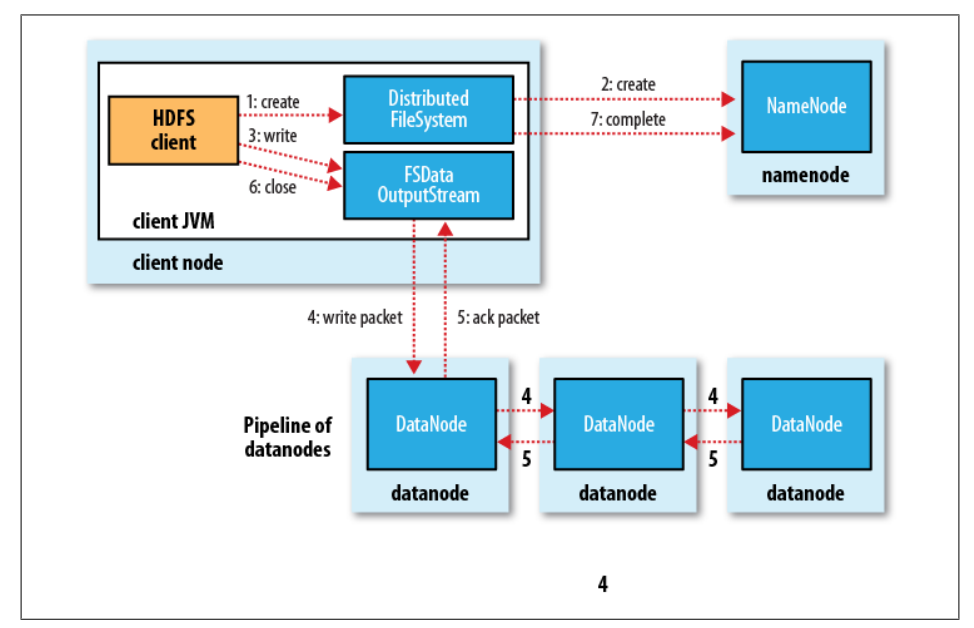 HDFS
client
1: create
3: write
6: close
Distributed
FileSystem
FSData
OutputStream
client JVM
client node
2: create
7: complete
NameNode
namenode
4: write packet
5: ack packet
Pipeline of
datanodes
DataNode
datanode
4
5
DataNode
datanode
4
5
DataNode
datanode
4